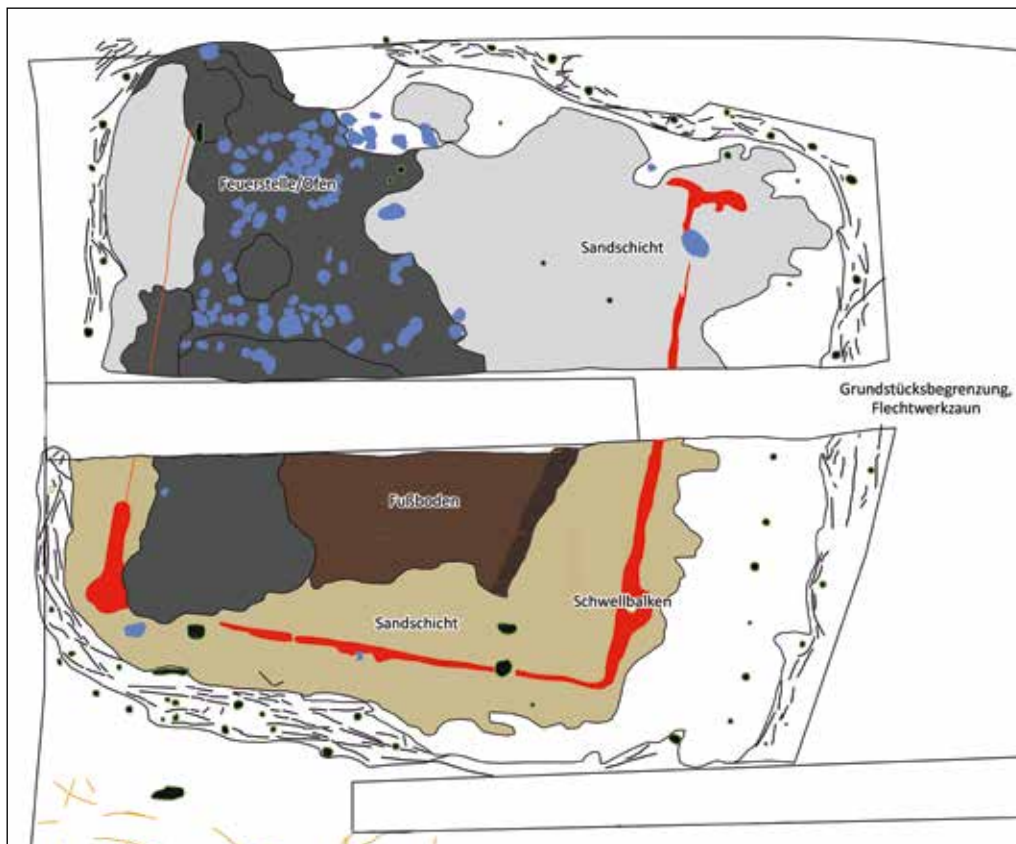 Feuerstelle/Ofen
Sandschicht
Grundstücksbegrenzung,
Flechtwerkzaun
Fußboden
Schwellbalken
Sandschicht